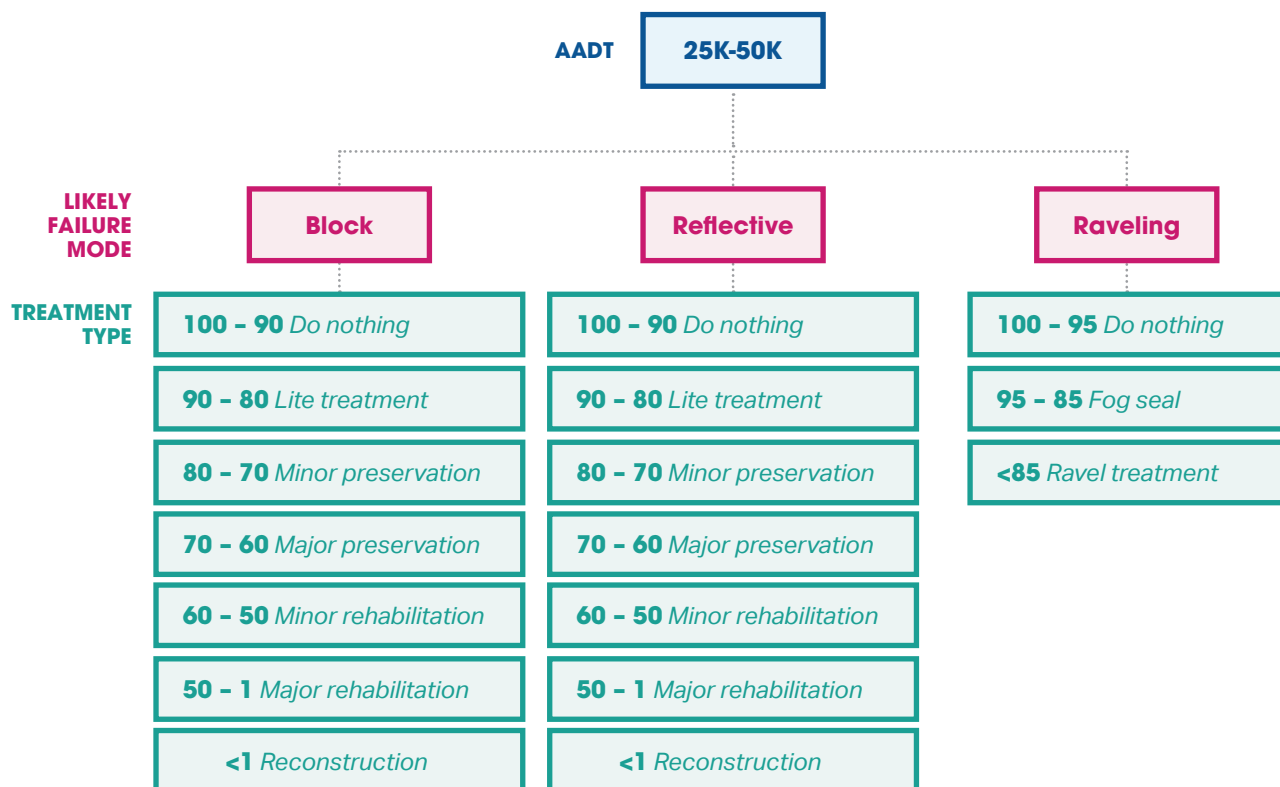 AADT
25K-50K
LIKELY
FAILURE
MODE
Block
Reflective
Raveling
TREATMENT
TYPE
100 – 90 Do nothing
100 – 90 Do nothing
100 – 95 Do nothing
90 – 80 Lite treatment
90 – 80 Lite treatment
95 – 85 Fog seal
80 – 70 Minor preservation
80 – 70 Minor preservation
<85 Ravel treatment
70 – 60 Major preservation
70 – 60 Major preservation
60 – 50 Minor rehabilitation
60 – 50 Minor rehabilitation
50 – 1 Major rehabilitation
50 – 1 Major rehabilitation
<1 Reconstruction
<1 Reconstruction